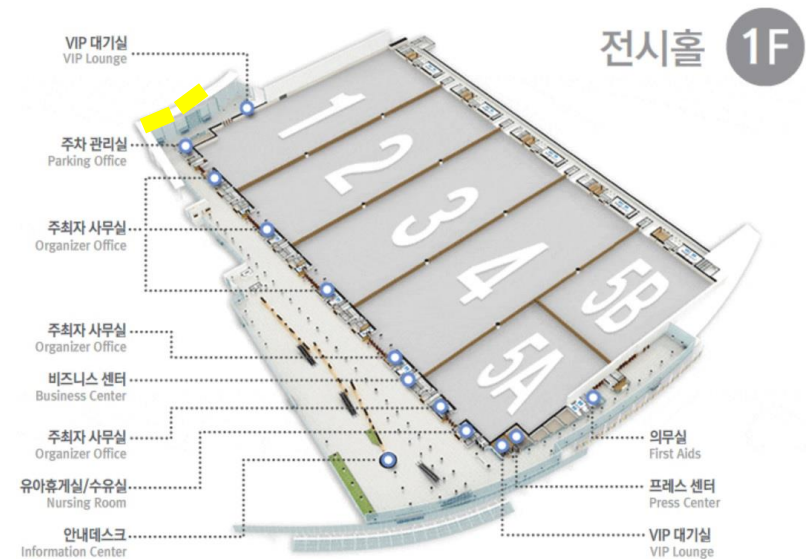 전시홀 1F
VIP 대기실
VIP Lounge
주차 관리실
Parking Office
주최자 사무실
Organizer Office
주최자 사무실
Organizer Office
비즈니스 센터
Business Center
주최자 사무실
Organizer Office
유아휴게실/수유실
Nursing Room
안내데스크
Information Center
1
2
3
4
5A
5B
의무실
First Aids
프레스 센터
Press Center
VIP 대기실
VIP Lounge